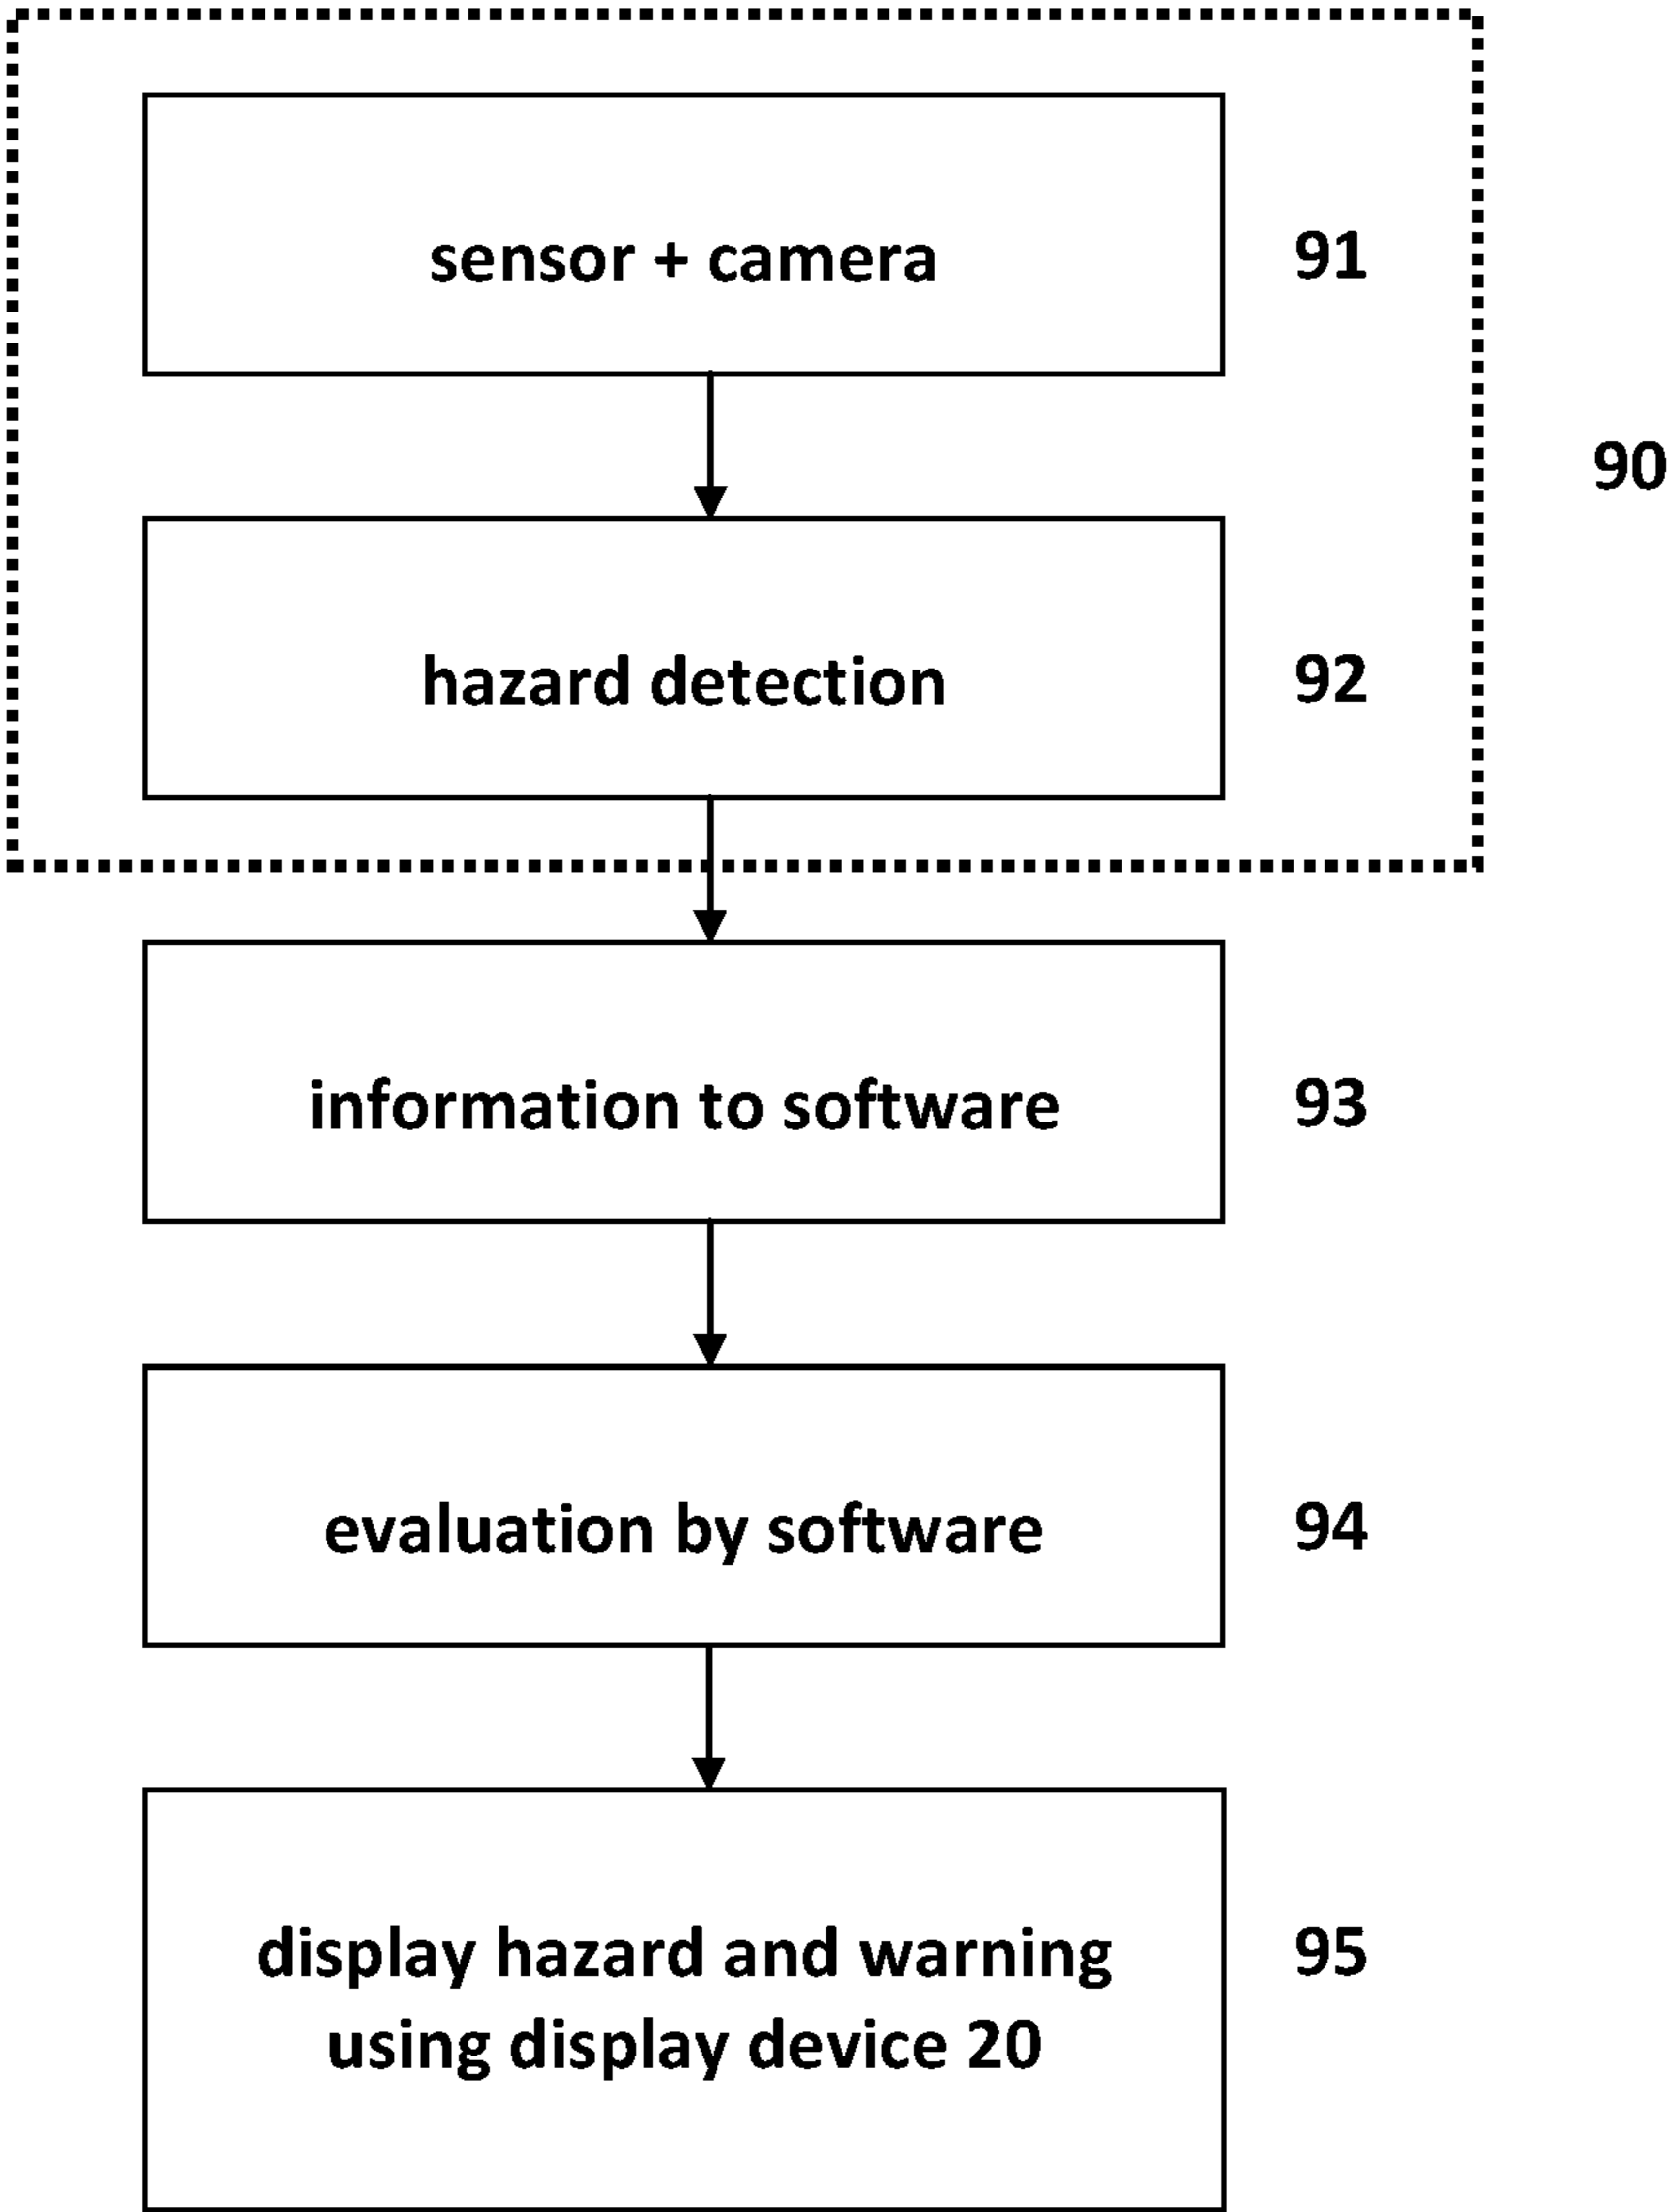 sensor + camera
91
90
hazard detection
92
information to software
93
evaluation by software
94
display hazard and warning
95
using display device 20